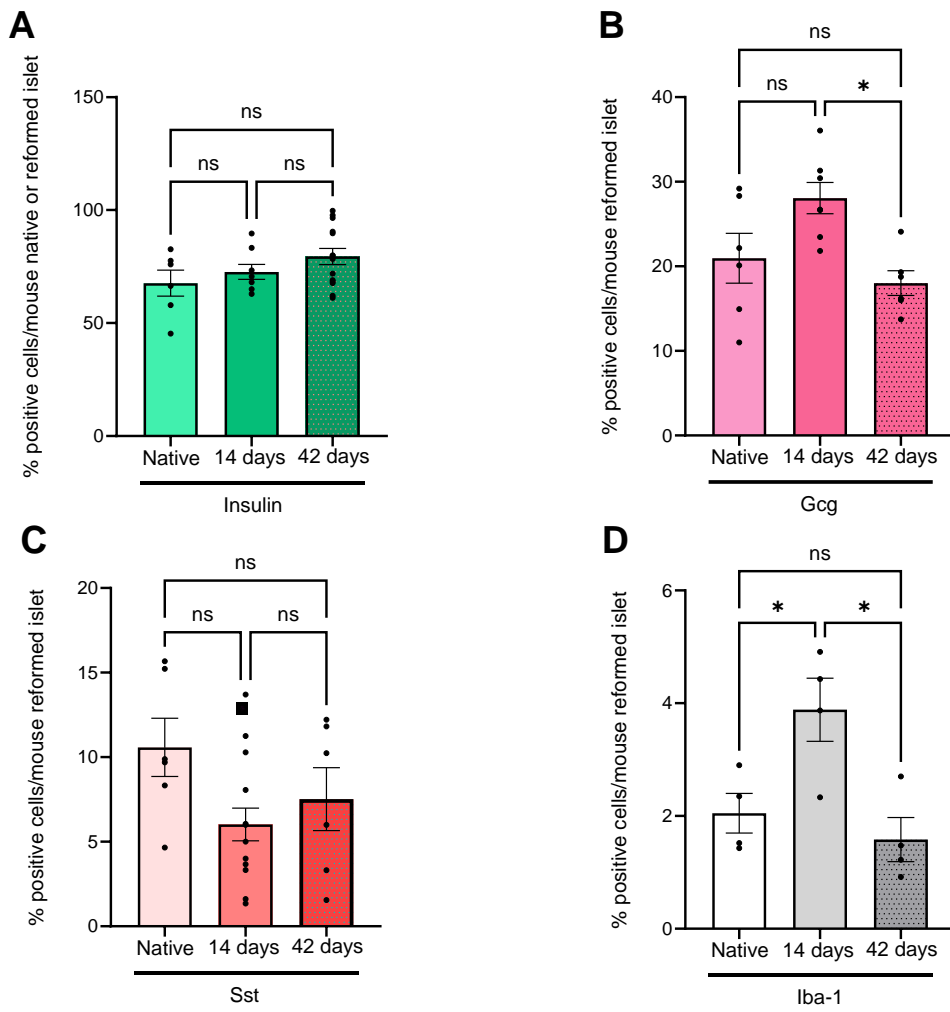 A
% positive cells/mouse native or reformed islet
150
100
50
0
ns
ns
ns
Native 14 days 42 days
Insulin
B
% positive cells/mouse reformed islet
40
30
20
10
0
ns
ns *
Native 14 days 42 days
Gcg
C
% positive cells/mouse reformed islet
20
15
10
5
0
ns
ns ns
Native 14 days 42 days
Sst
D
% positive cells/mouse reformed islet
6
4
2
0
ns
* *
Native 14 days 42 days
Iba-1